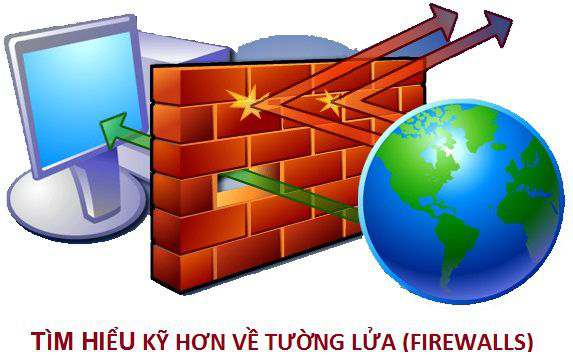 TÌM HIỂU KỸ HƠN VỀ TƯỜNG LỬA (FIREWALLS)